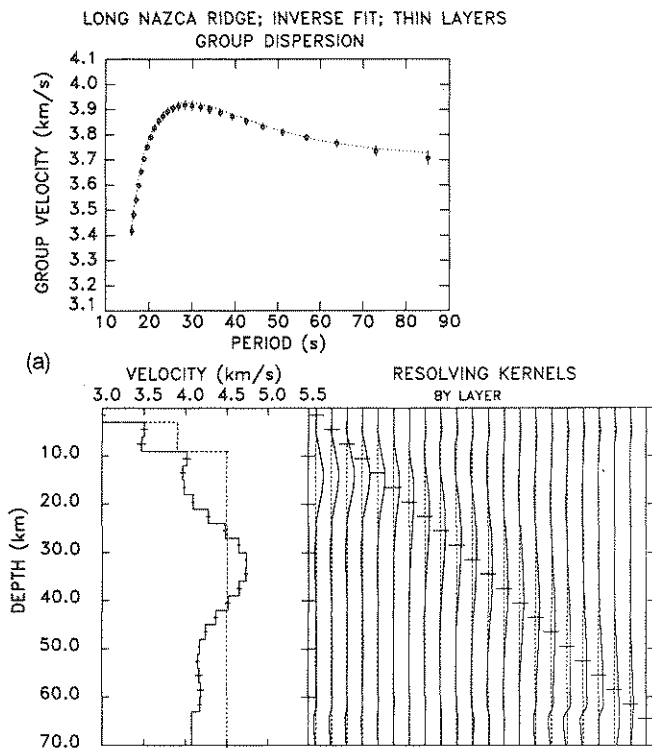 LONG NAZCA RIDGE; INVERSE FIT; THIN LAYERS
GROUP DISPERSION
4.1
4.0
3.9
3.8
3.7
3.6
3.5
3.4
3.3
3.2
3.1
GROUP VELOCITY (km/s)
10 20 30 40 50 60 70 80 90
PERIOD (s)
(a)
VELOCITY (km/s)
RESOLVING KERNELS
3.0 3.5 4.0 4.5 5.0 5.5
BY LAYER
10.0
20.0
30.0
40.0
50.0
60.0
70.0
DEPTH (km)